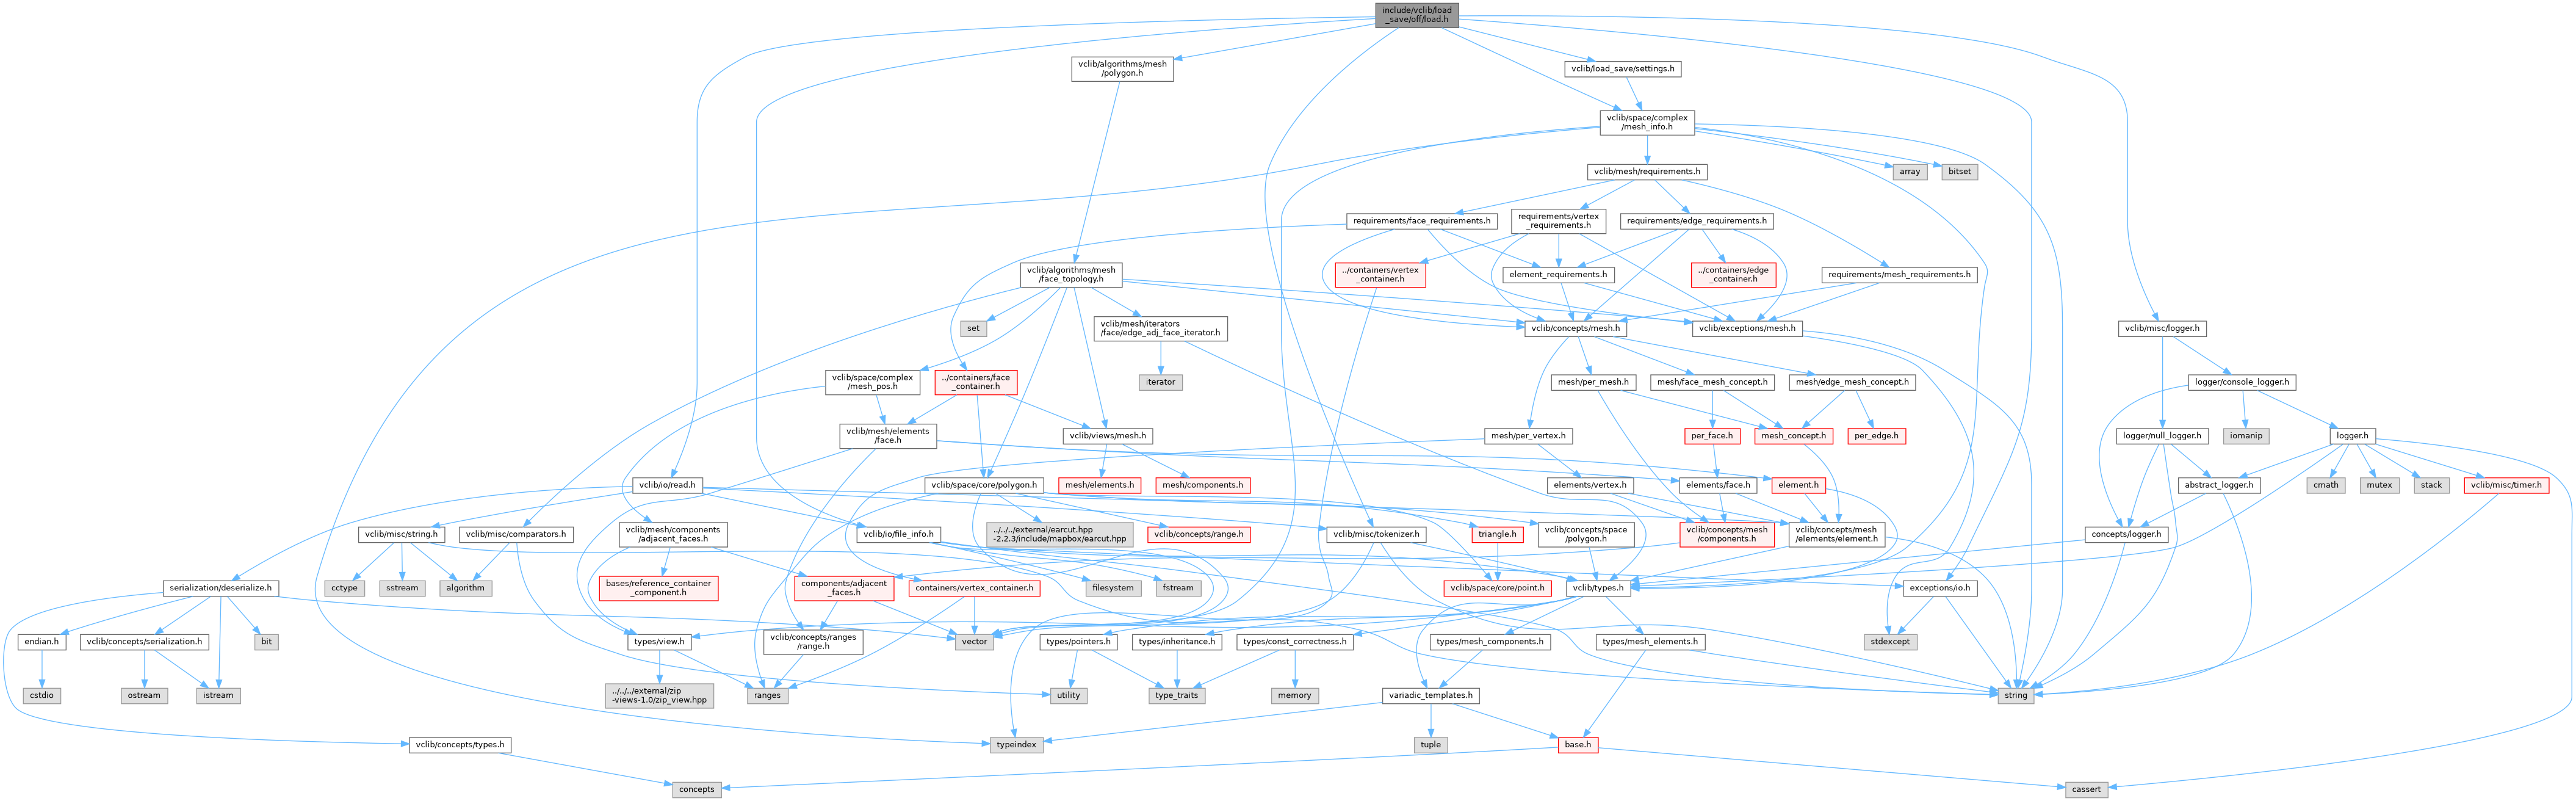 include/vclib/load
_save/off/load.h
vclib/algorithms/mesh
/polygon.h
vclib/load_save/settings.h
vclib/space/complex
/mesh_info.h
vclib/mesh/requirements.h
array
bitset
requirements/face_requirements.h
requirements/vertex
_requirements.h
requirements/edge_requirements.h
vclib/algorithms/mesh
/face_topology.h
../containers/vertex
_container.h
element_requirements.h
../containers/edge
_container.h
requirements/mesh_requirements.h
set
vclib/mesh/iterators
/face/edge_adj_face_iterator.h
vclib/concepts/mesh.h
vclib/exceptions/mesh.h
vclib/misc/logger.h
vclib/space/complex
/mesh_pos.h
../containers/face
_container.h
iterator
mesh/per_mesh.h
mesh/face_mesh_concept.h
mesh/edge_mesh_concept.h
logger/console_logger.h
vclib/mesh/elements
/face.h
vclib/views/mesh.h
mesh/per_vertex.h
per_face.h
mesh_concept.h
per_edge.h
logger/null_logger.h
iomanip
logger.h
vclib/io/read.h
vclib/space/core/polygon.h
mesh/elements.h
mesh/components.h
elements/vertex.h
elements/face.h
element.h
abstract_logger.h
cmath
mutex
stack
vclib/misc/timer.h
vclib/misc/string.h
vclib/misc/comparators.h
vclib/mesh/components
/adjacent_faces.h
vclib/io/file_info.h
../../../external/earcut.hpp
-2.2.3/include/mapbox/earcut.hpp
vclib/concepts/range.h
vclib/misc/tokenizer.h
triangle.h
vclib/concepts/space
/polygon.h
vclib/concepts/mesh
/components.h
vclib/concepts/mesh
/elements/element.h
concepts/logger.h
serialization/deserialize.h
cctype
sstream
algorithm
bases/reference_container
_component.h
components/adjacent
_faces.h
containers/vertex_container.h
filesystem
fstream
vclib/space/core/point.h
vclib/types.h
exceptions/io.h
endian.h
vclib/concepts/serialization.h
bit
types/view.h
vclib/concepts/ranges
/range.h
vector
types/pointers.h
types/inheritance.h
types/const_correctness.h
types/mesh_components.h
types/mesh_elements.h
stdexcept
cstdio
ostream
istream
../../../external/zip
-views-1.0/zip_view.hpp
ranges
utility
type_traits
memory
variadic_templates.h
string
vclib/concepts/types.h
typeindex
tuple
base.h
concepts
cassert